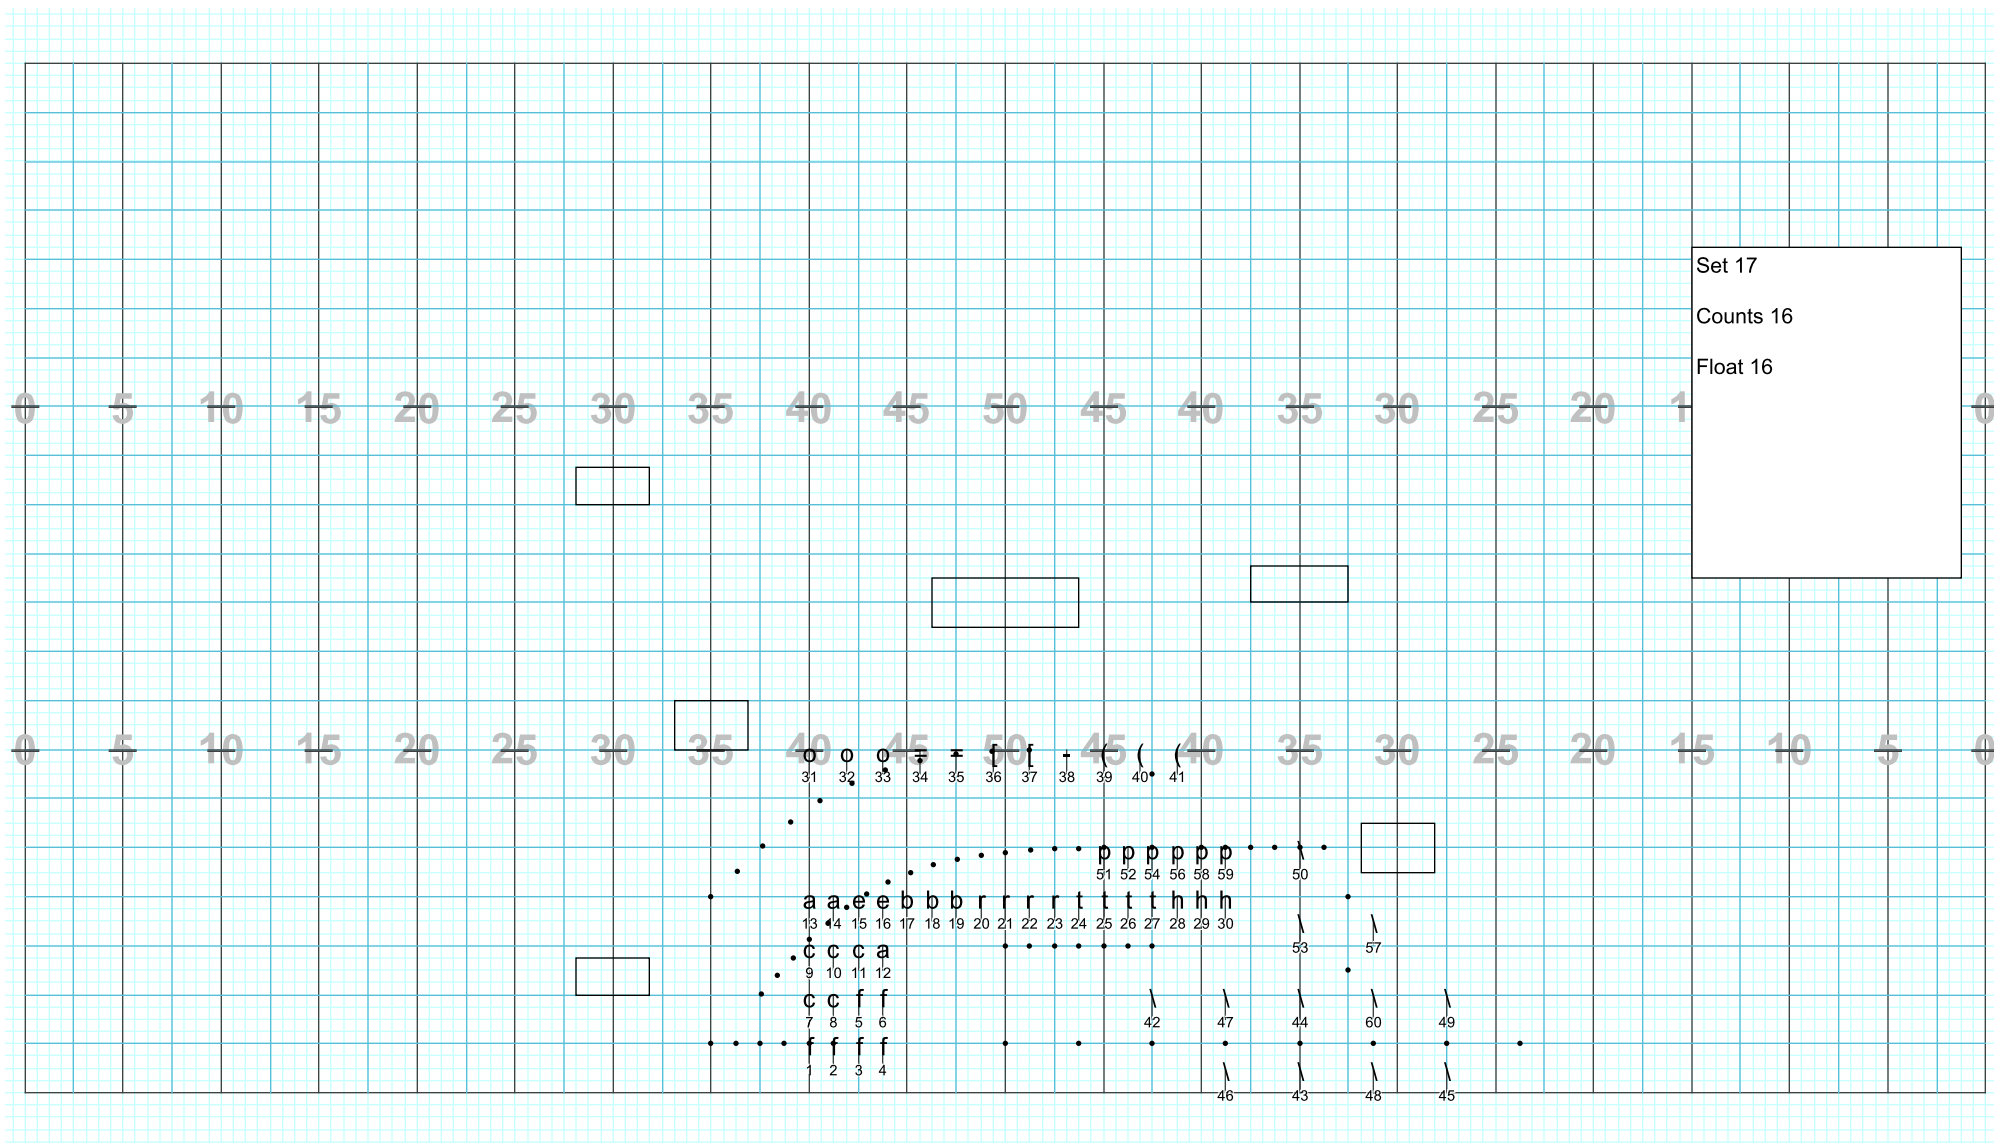 Set 17
Counts 16
Float 16
0 5 10 15 20 25 30 35 40 45 50 45 40 35 30 25 20 1 0
0 5 10 15 20 25 30 35 40 45 50 45 40 35 30 25 20 15 10 5 0
o o o = = [ [ - ( ( (
31 32 33 34 35 36 37 38 39 40 41
p p p p p p \
51 52 54 56 58 59 50
a a e e b b b r r r r t t t t h h h
13 14 15 16 17 18 19 20 21 22 23 24 25 26 27 28 29 30
\ \
53 57
c c c a
9 10 11 12
c c f f \ \ \ \ \
7 8 5 6 42 47 44 60 49
f f f f
1 2 3 4
\ \ \ \
46 43 48 45